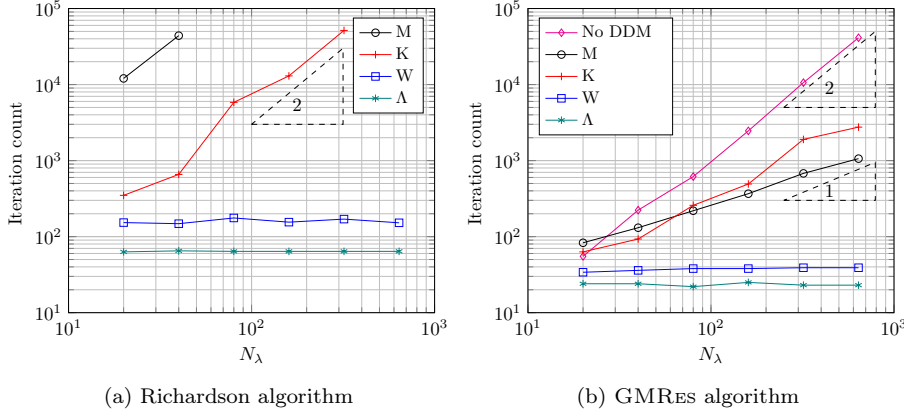 10^5
10^4
10^3
10^2
10^1
Iteration count
10^1
10^2
10^3
N_λ
M
K
W
Λ
2
(a) Richardson algorithm
10^5
10^4
10^3
10^2
10^1
Iteration count
10^1
10^2
10^3
N_λ
No DDM
M
K
W
Λ
2
1
(b) GMRES algorithm